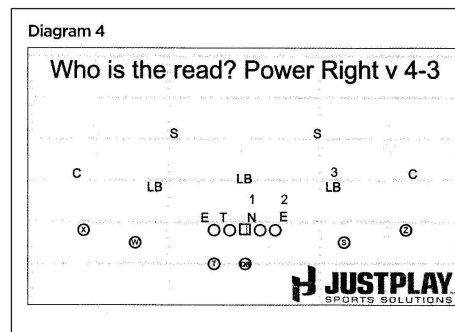 Diagram 4
Who is the read? Power Right v 4-3
S S
C LB LB 3 LB C
1 2
E T N E
X W S Z
T QB
JUSTPLAY
SPORTS SOLUTIONS